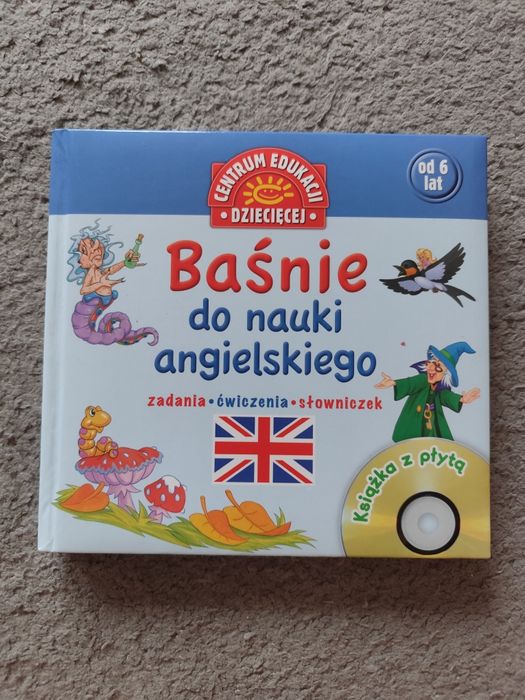 CENTRUM EDUKACJI
• DZIECIĘCEJ •
od 6
lat
Baśnie
do nauki
angielskiego
zadania • ćwiczenia • słowniczek
Książka z płytą